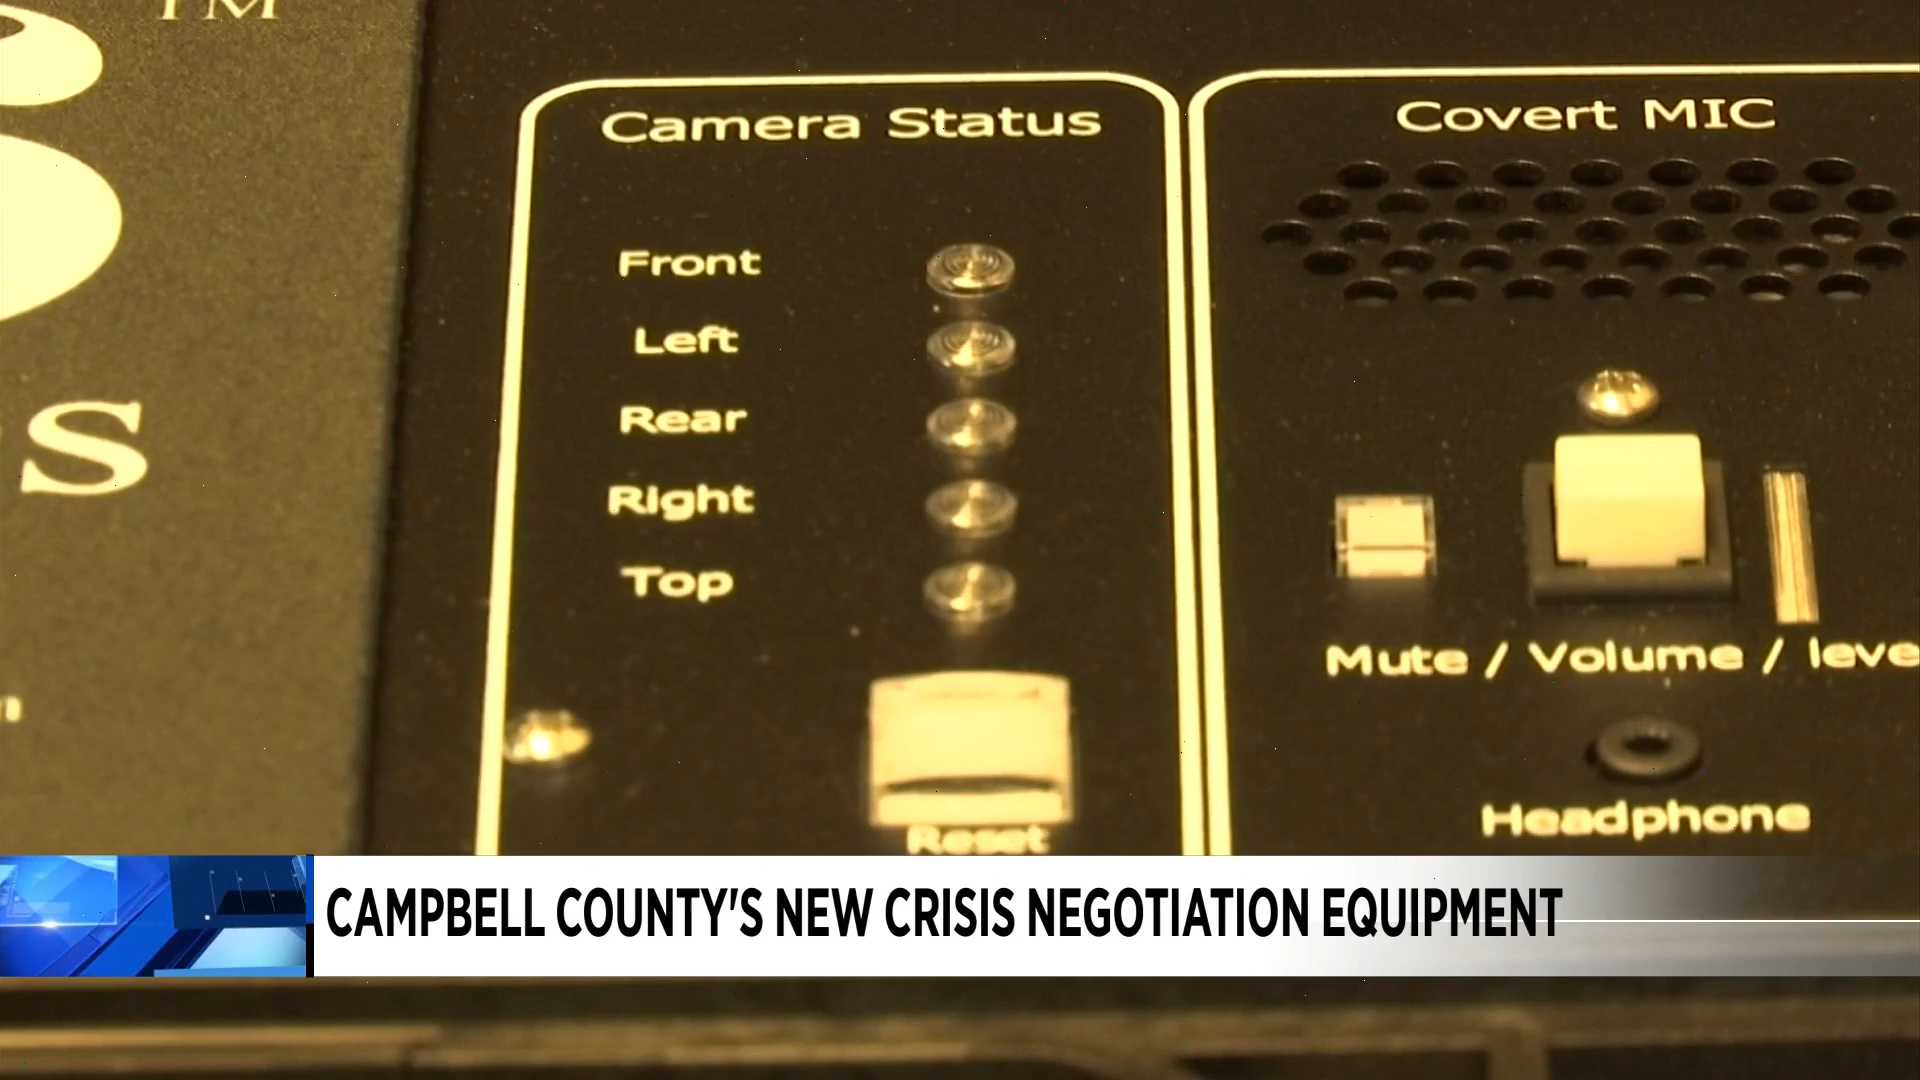 TM
S
Camera Status
Front
Left
Rear
Right
Top
Reset
Covert MIC
Mute / Volume / leve
Headphone
CAMPBELL COUNTY'S NEW CRISIS NEGOTIATION EQUIPMENT